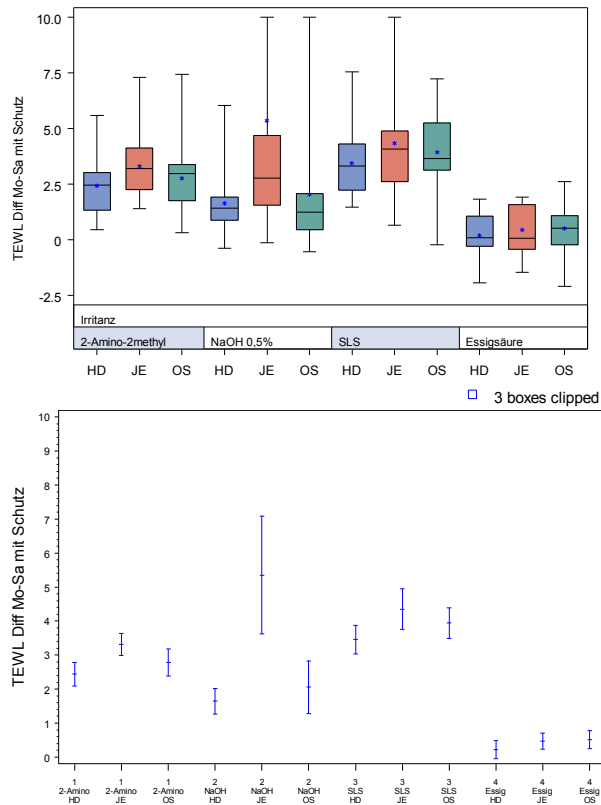 TEWL Diff Mo-Sa mit Schutz
10.0
7.5
5.0
2.5
0
-2.5
Irritanz
2-Amino-2methyl NaOH 0,5% SLS Essigsäure
HD JE OS HD JE OS HD JE OS HD JE OS
3 boxes clipped
TEWL Diff Mo-Sa mit Schutz
10
9
8
7
6
5
4
3
2
1
0
1 1 1 2 2 2 3 3 3 4 4 4
2-Amino 2-Amino 2-Amino NaOH NaOH NaOH SLS SLS SLS Essig Essig Essig
HD JE OS HD JE OS HD JE OS HD JE OS